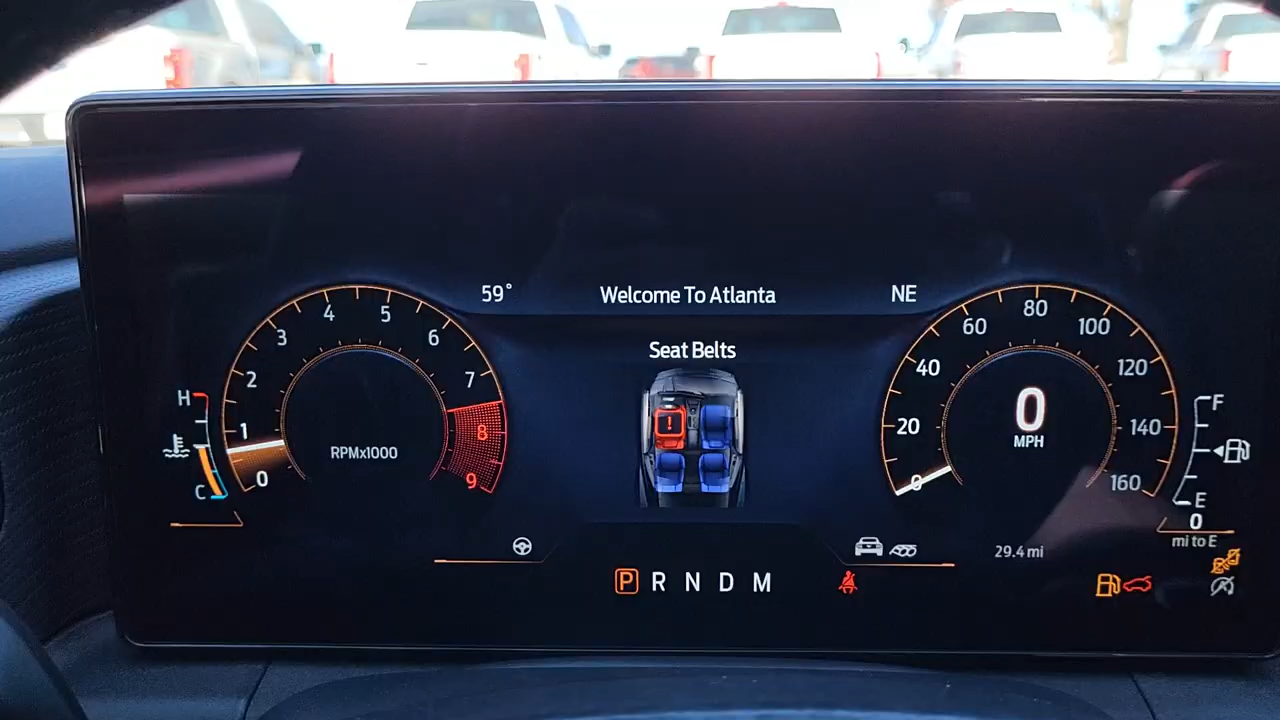 59° Welcome To Atlanta NE
Seat Belts
0 1 2 3 4 5 6 7 8 9
RPMx1000
H
C
0 20 40 60 80 100 120 140 160
0
MPH
F
E
0
mi to E
29.4 mi
P R N D M
!